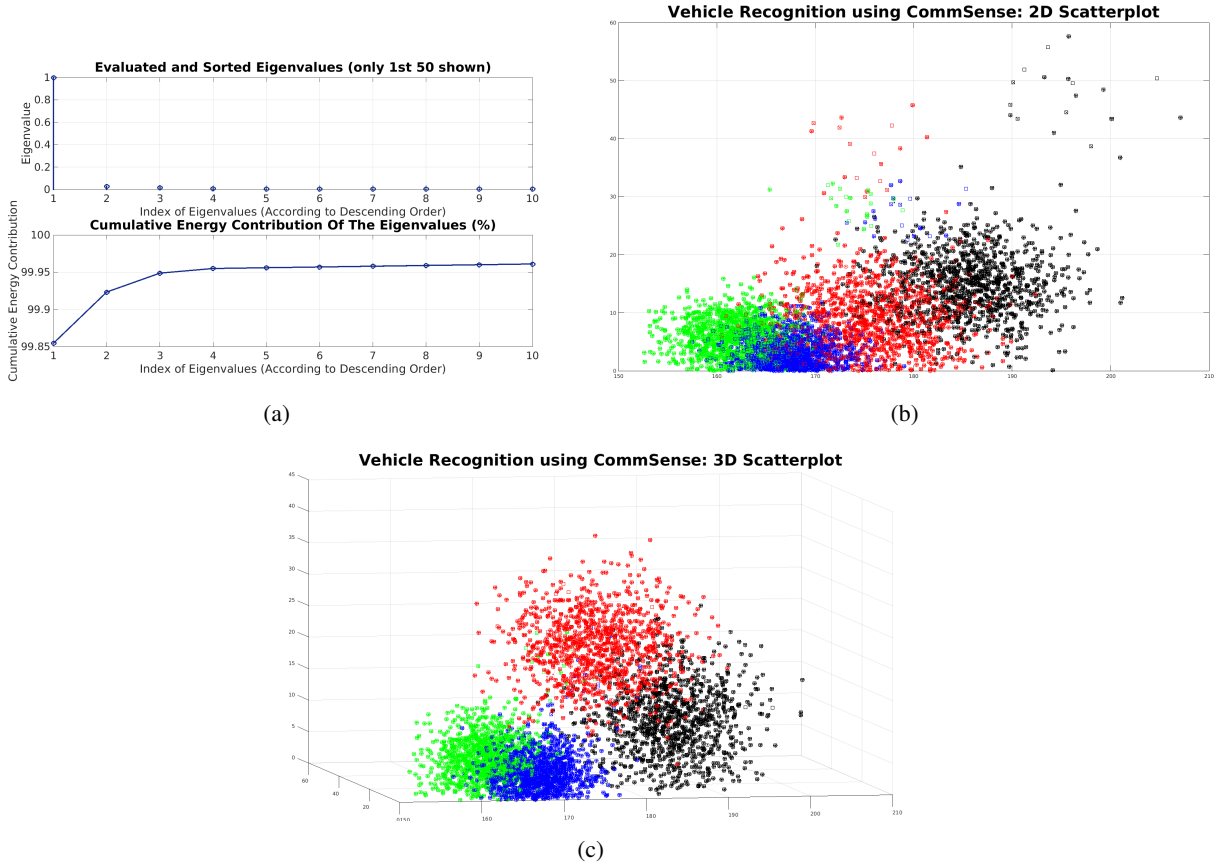 Evaluated and Sorted Eigenvalues (only 1st 50 shown)
Eigenvalue
1
0.8
0.6
0.4
0.2
0
1 2 3 4 5 6 7 8 9 10
Index of Eigenvalues (According to Descending Order)
Cumulative Energy Contribution Of The Eigenvalues (%)
Cumulative Energy Contribution
100
99.95
99.9
99.85
1 2 3 4 5 6 7 8 9 10
Index of Eigenvalues (According to Descending Order)
(a)
Vehicle Recognition using CommSense: 2D Scatterplot
60
50
40
30
20
10
0
150 160 170 180 190 200 210
(b)
Vehicle Recognition using CommSense: 3D Scatterplot
45
40
35
30
25
20
15
10
5
0
60
40
20
0150 160 170 180 190 200 210
(c)